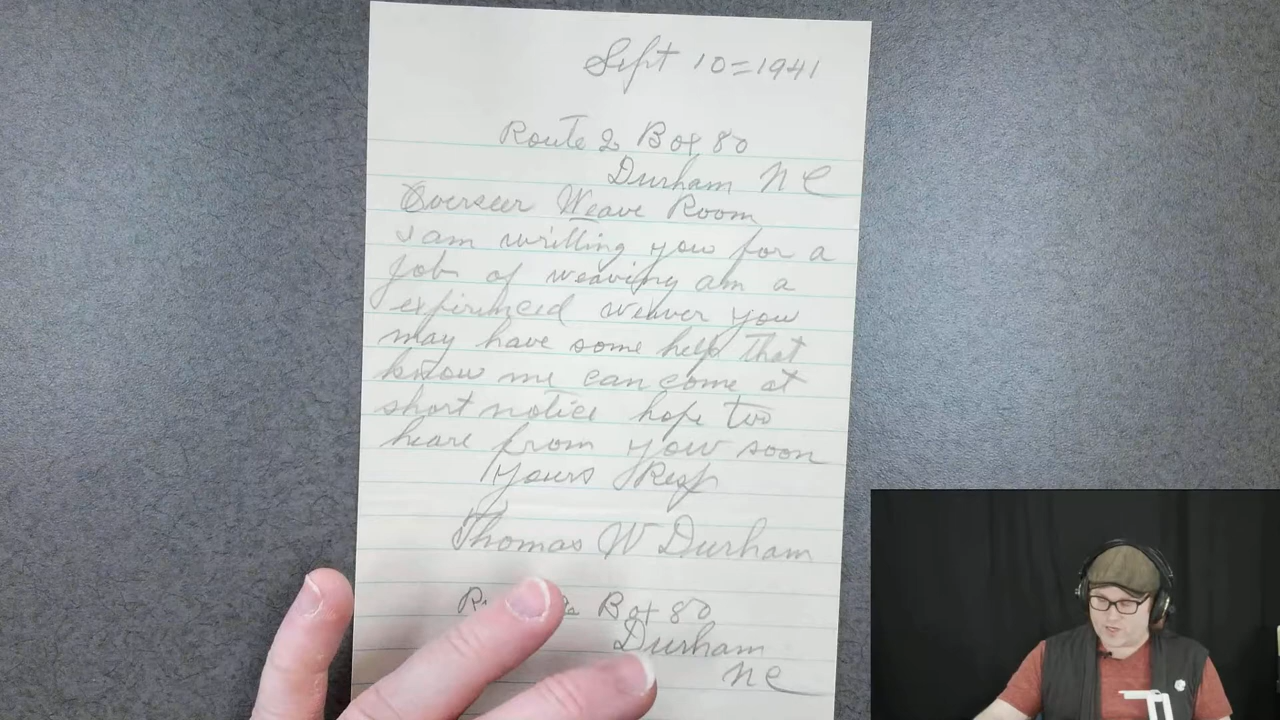 Sept 10=1941
Route 2 Box 80
Durham NC
Overseer Weave Room
I am writting you for a
job of weaving am a
expirinced weaver you
may have some help that
know me can come at
short notice hope too
heare from you soon
Yours Resp
Thomas W Durham
Box 80
Durham
NC